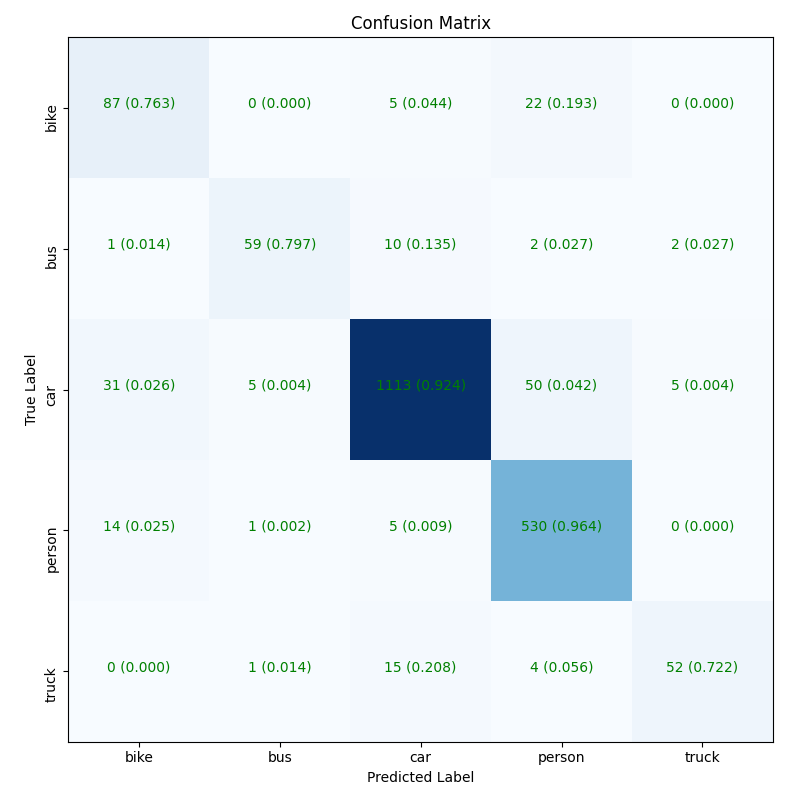 Confusion Matrix
True Label
bike
87 (0.763) 0 (0.000) 5 (0.044) 22 (0.193) 0 (0.000)
bus
1 (0.014) 59 (0.797) 10 (0.135) 2 (0.027) 2 (0.027)
car
31 (0.026) 5 (0.004) 1113 (0.924) 50 (0.042) 5 (0.004)
person
14 (0.025) 1 (0.002) 5 (0.009) 530 (0.964) 0 (0.000)
truck
0 (0.000) 1 (0.014) 15 (0.208) 4 (0.056) 52 (0.722)
bike bus car person truck
Predicted Label